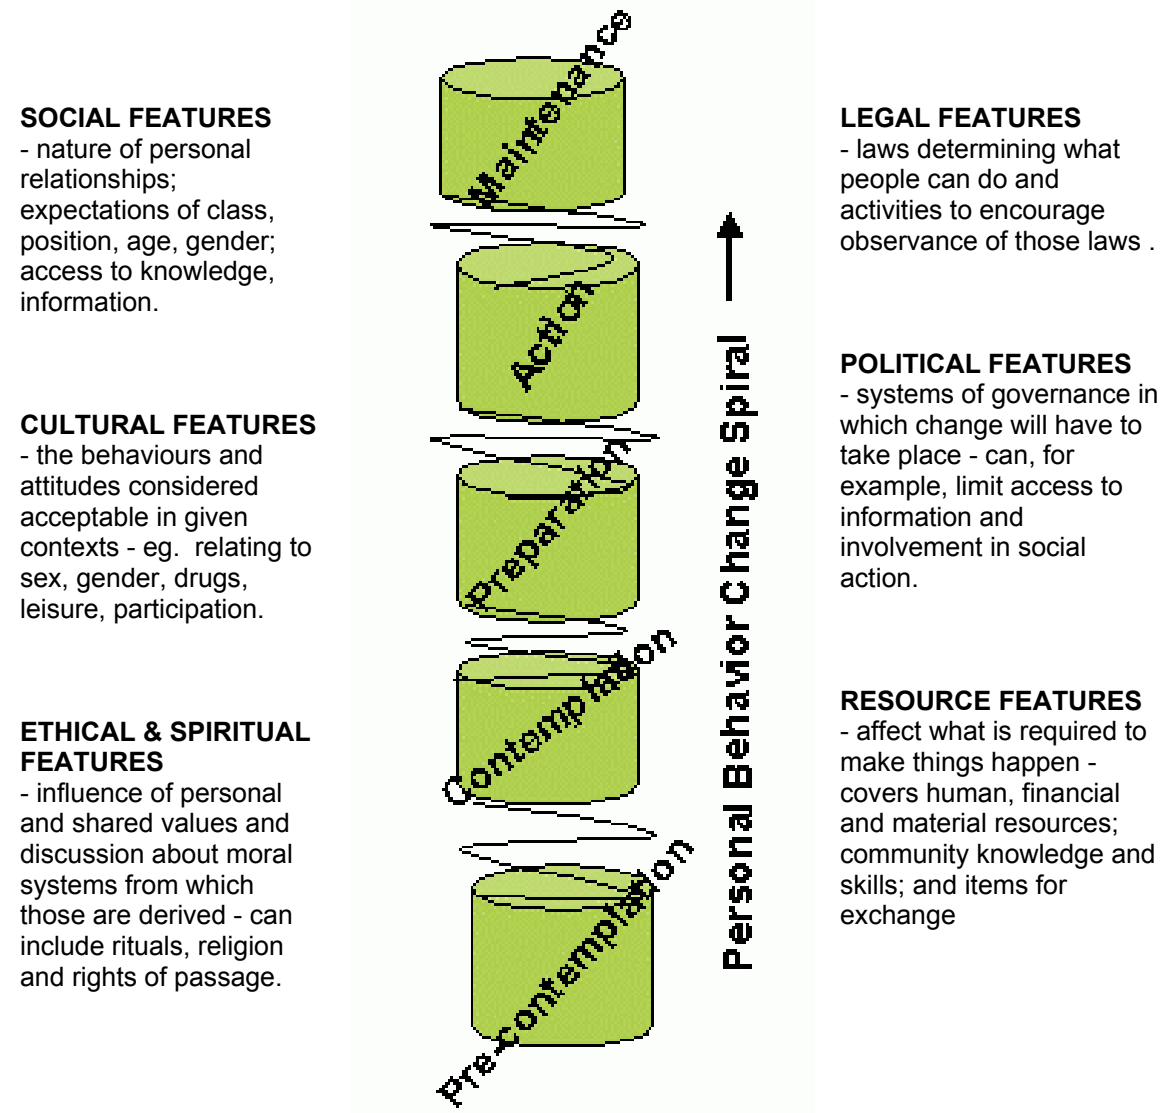 SOCIAL FEATURES
- nature of personal
relationships;
expectations of class,
position, age, gender;
access to knowledge,
information.
CULTURAL FEATURES
- the behaviours and
attitudes considered
acceptable in given
contexts - eg.  relating to
sex, gender, drugs,
leisure, participation.
ETHICAL & SPIRITUAL
FEATURES
- influence of personal
and shared values and
discussion about moral
systems from which
those are derived - can
include rituals, religion
and rights of passage.
Maintenance
Action
Preparation
Contemplation
Pre-contemplation
Personal Behavior Change Spiral
LEGAL FEATURES
- laws determining what
people can do and
activities to encourage
observance of those laws .
POLITICAL FEATURES
- systems of governance in
which change will have to
take place - can, for
example, limit access to
information and
involvement in social
action.
RESOURCE FEATURES
- affect what is required to
make things happen -
covers human, financial
and material resources;
community knowledge and
skills; and items for
exchange